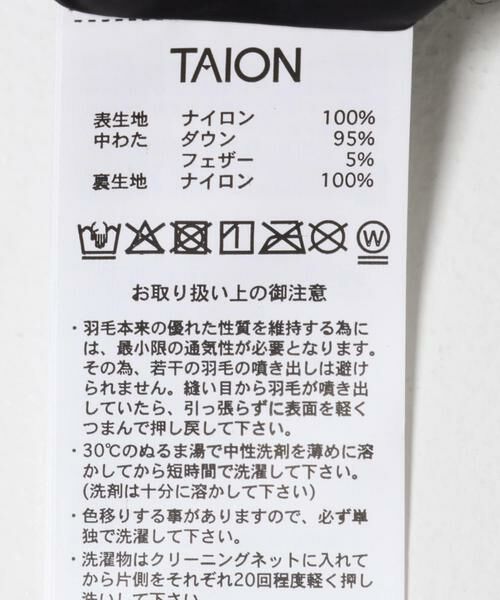 TAION
表生地 ナイロン 100%
中わた ダウン 95%
フェザー 5%
裏生地 ナイロン 100%
W
お取り扱い上の御注意
・羽毛本来の優れた性質を維持する為に
は、最小限の通気性が必要となります。
その為、若干の羽毛の噴き出しは避け
られません。縫い目から羽毛が噴き出
していたら、引っ張らずに表面を軽く
つまんで押し戻して下さい。
・30℃のぬるま湯で中性洗剤を薄めに溶
かしてから短時間で洗濯して下さい。
(洗剤は十分に溶かして下さい)
・色移りする事がありますので、必ず単
独で洗濯して下さい。
・洗濯物はクリーニングネットに入れて
から片側をそれぞれ20回程度軽く押し
洗いして下さい。